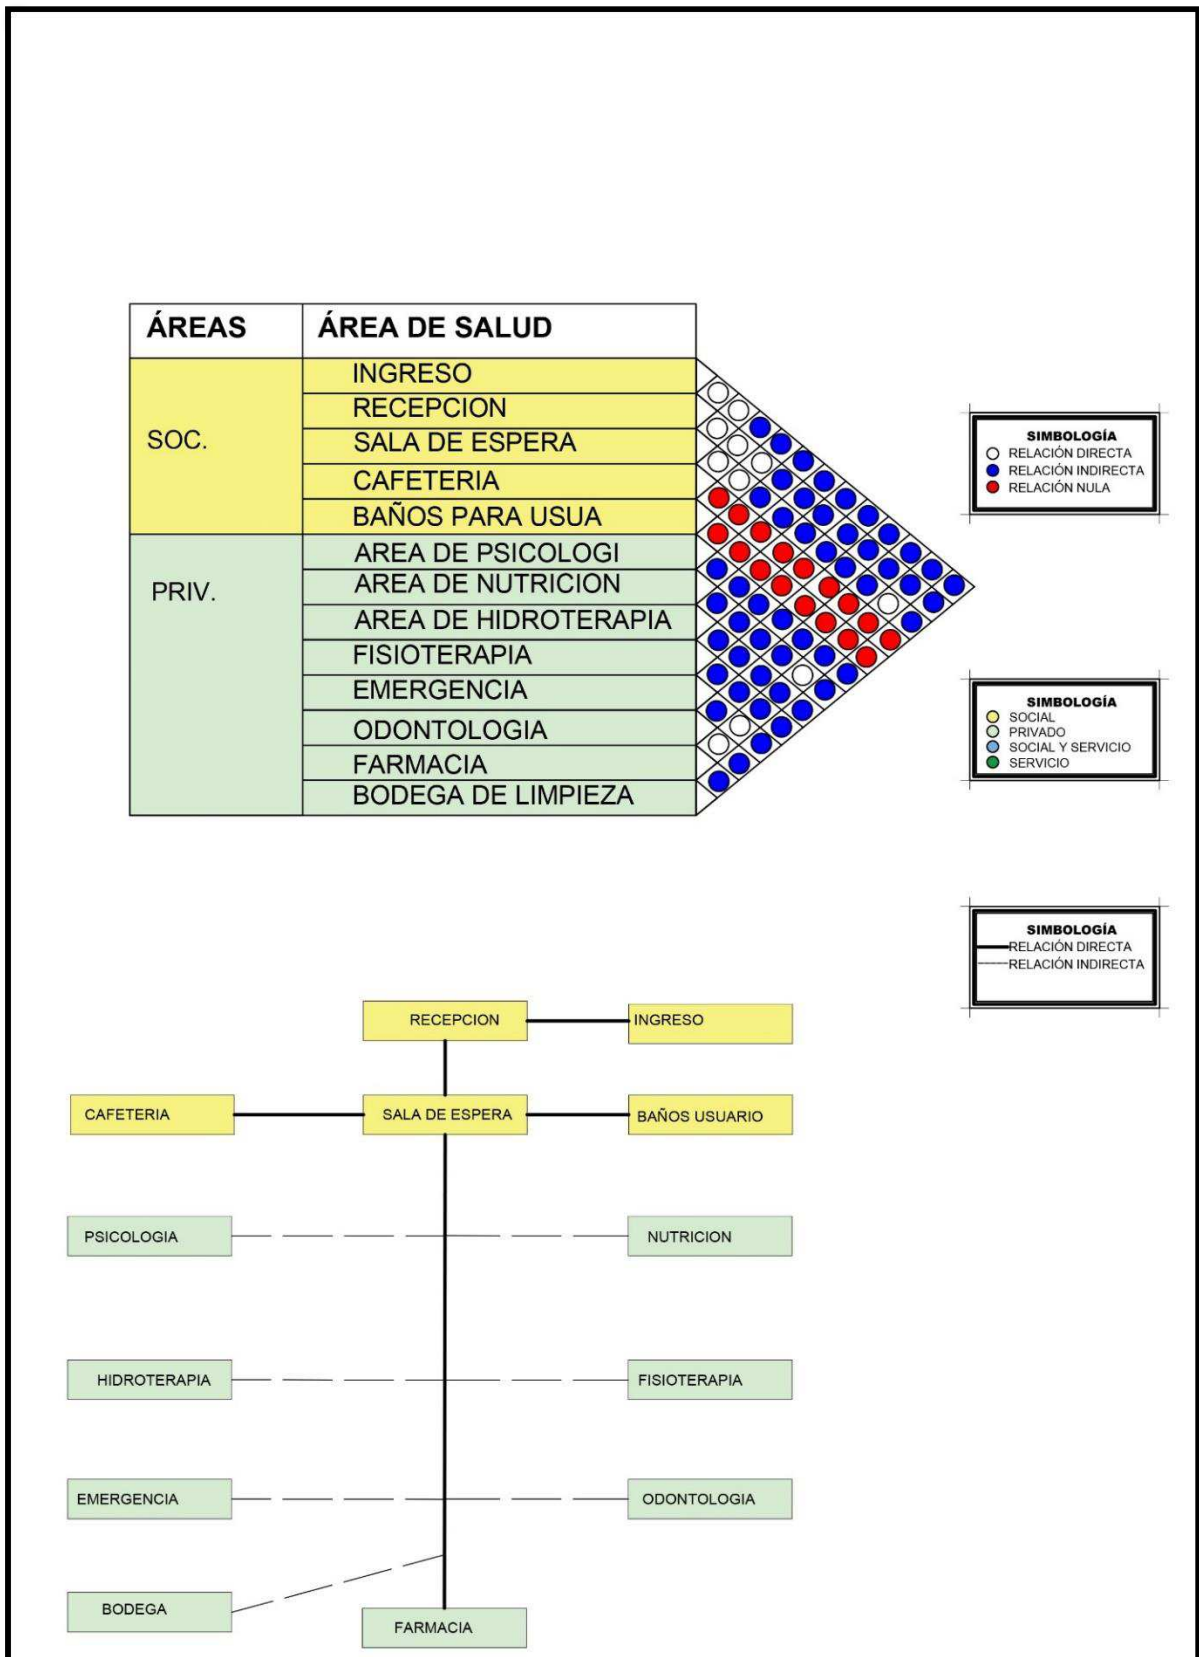 ÁREAS ÁREA DE SALUD
SOC.
INGRESO
RECEPCION
SALA DE ESPERA
CAFETERIA
BAÑOS PARA USUA
PRIV.
AREA DE PSICOLOGI
AREA DE NUTRICION
AREA DE HIDROTERAPIA
FISIOTERAPIA
EMERGENCIA
ODONTOLOGIA
FARMACIA
BODEGA DE LIMPIEZA
SIMBOLOGÍA
RELACIÓN DIRECTA
RELACIÓN INDIRECTA
RELACIÓN NULA
SIMBOLOGÍA
SOCIAL
PRIVADO
SOCIAL Y SERVICIO
SERVICIO
SIMBOLOGÍA
RELACIÓN DIRECTA
RELACIÓN INDIRECTA
RECEPCION INGRESO
CAFETERIA SALA DE ESPERA BAÑOS USUARIO
PSICOLOGIA NUTRICION
HIDROTERAPIA FISIOTERAPIA
EMERGENCIA ODONTOLOGIA
BODEGA
FARMACIA